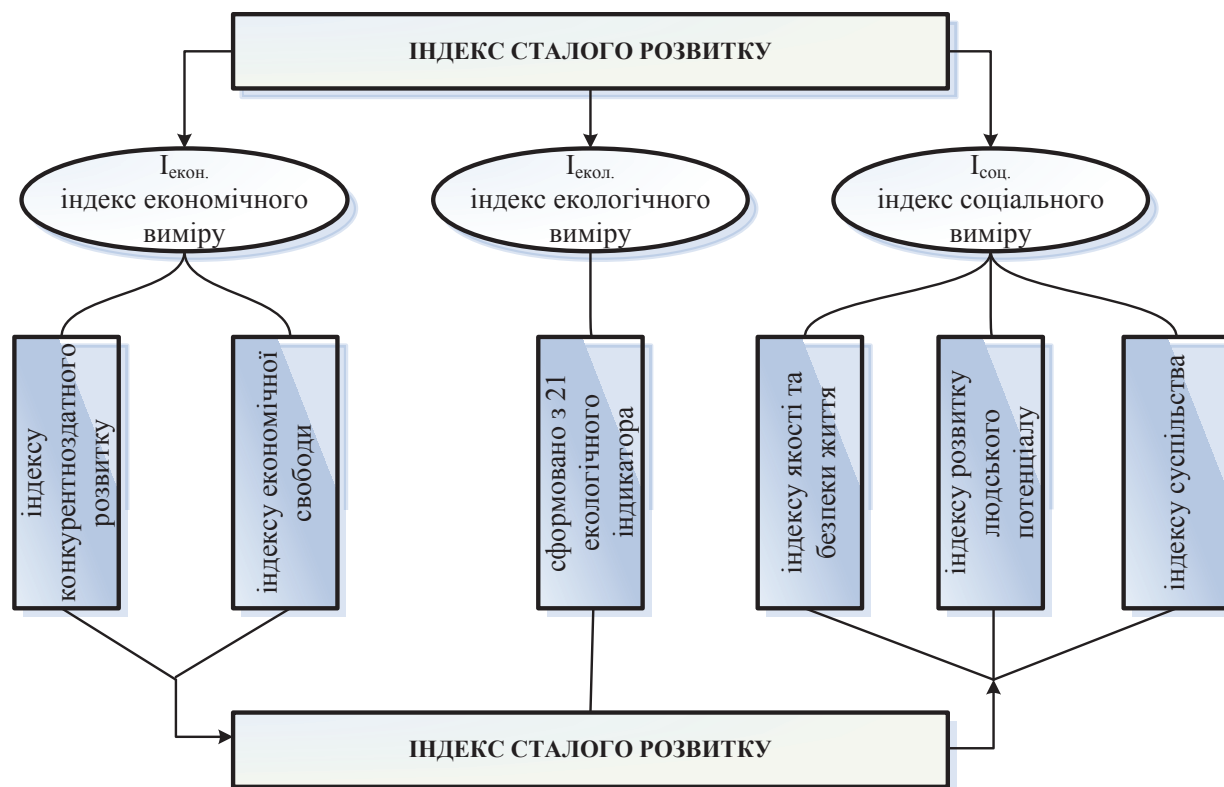 ІНДЕКС СТАЛОГО РОЗВИТКУ
Iекон.
індекс економічного
виміру
Iекол.
індекс екологічного
виміру
Iсоц.
індекс соціального
виміру
індексу
конкурентноздатного
розвитку
індексу економічної
свободи
сформовано з 21
екологічного
індикатора
індексу якості та
безпеки життя
індексу розвитку
людського
потенціалу
індексу суспільства
ІНДЕКС СТАЛОГО РОЗВИТКУ